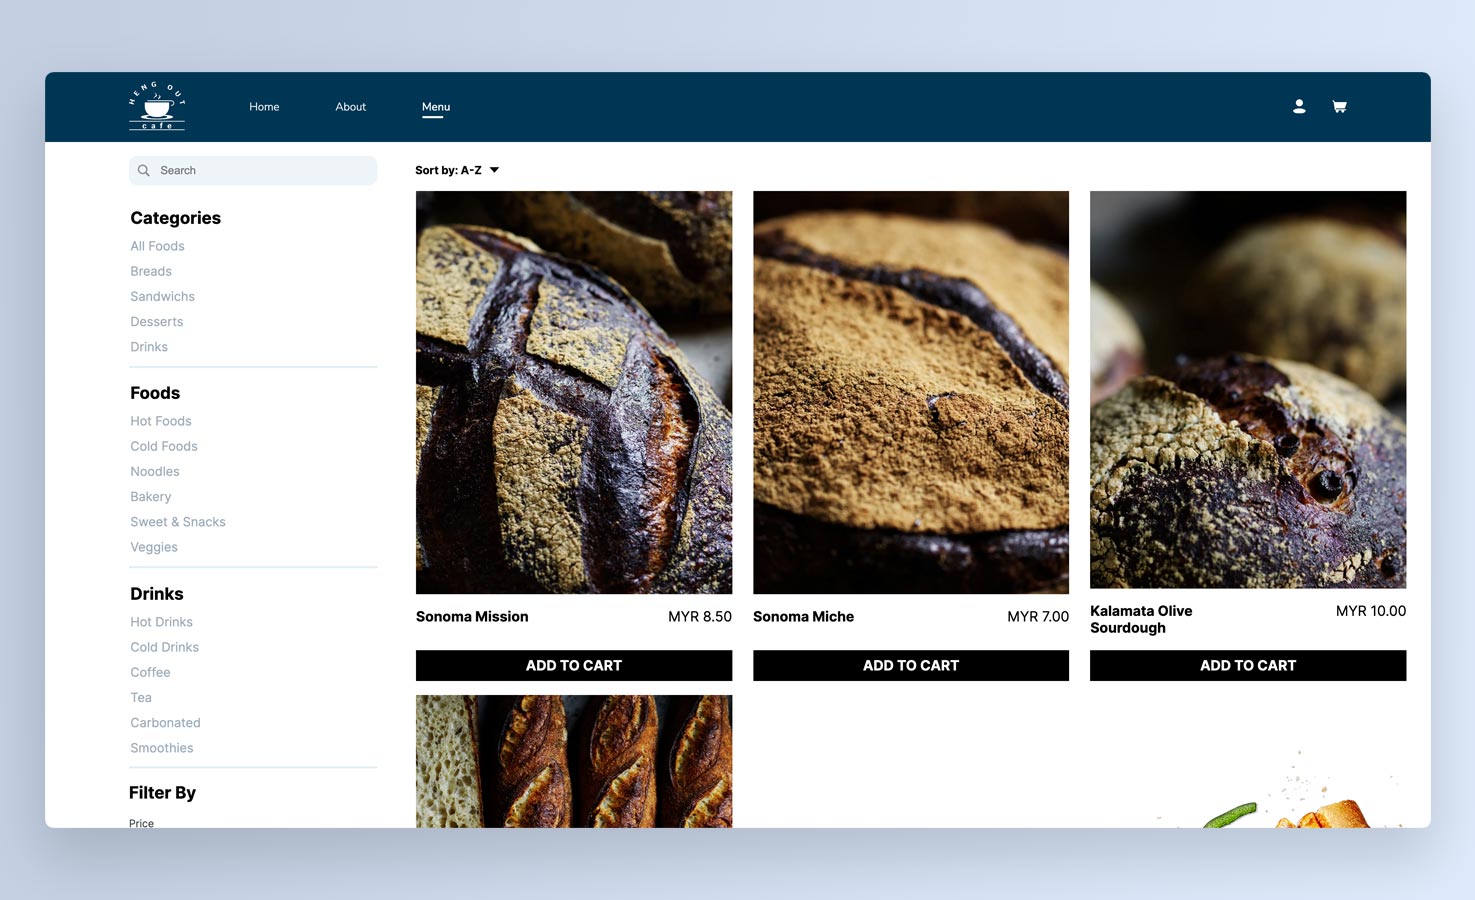 HENG OUT
cafe
Home
About
Menu
Search
Categories
All Foods
Breads
Sandwichs
Desserts
Drinks
Foods
Hot Foods
Cold Foods
Noodles
Bakery
Sweet & Snacks
Veggies
Drinks
Hot Drinks
Cold Drinks
Coffee
Tea
Carbonated
Smoothies
Filter By
Price
Sort by: A-Z
Sonoma Mission
MYR 8.50
ADD TO CART
Sonoma Miche
MYR 7.00
ADD TO CART
Kalamata Olive
Sourdough
MYR 10.00
ADD TO CART